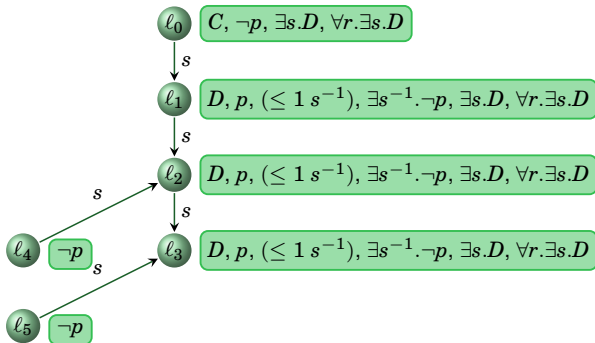 ℓ₀ C, ¬p, ∃s.D, ∀r.∃s.D
s
ℓ₁ D, p, (≤ 1 s⁻¹), ∃s⁻¹.¬p, ∃s.D, ∀r.∃s.D
s
ℓ₂ D, p, (≤ 1 s⁻¹), ∃s⁻¹.¬p, ∃s.D, ∀r.∃s.D
s
s
ℓ₄ ¬p
ℓ₃ D, p, (≤ 1 s⁻¹), ∃s⁻¹.¬p, ∃s.D, ∀r.∃s.D
s
ℓ₅ ¬p